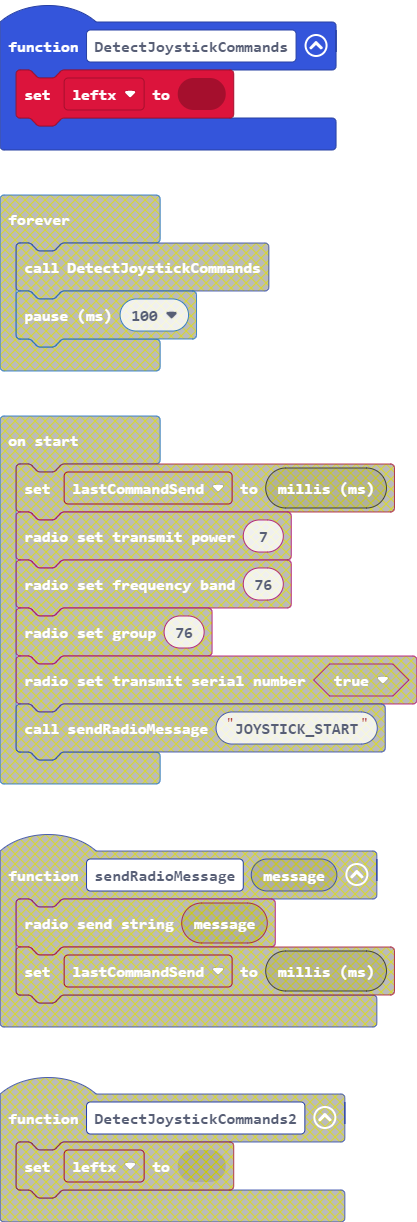 function DetectJoystickCommands
set leftx to
forever
call DetectJoystickCommands
pause (ms) 100
on start
set lastCommandSend to millis (ms)
radio set transmit power 7
radio set frequency band 76
radio set group 76
radio set transmit serial number true
call sendRadioMessage "JOYSTICK_START"
function sendRadioMessage message
radio send string message
set lastCommandSend to millis (ms)
function DetectJoystickCommands2
set leftx to